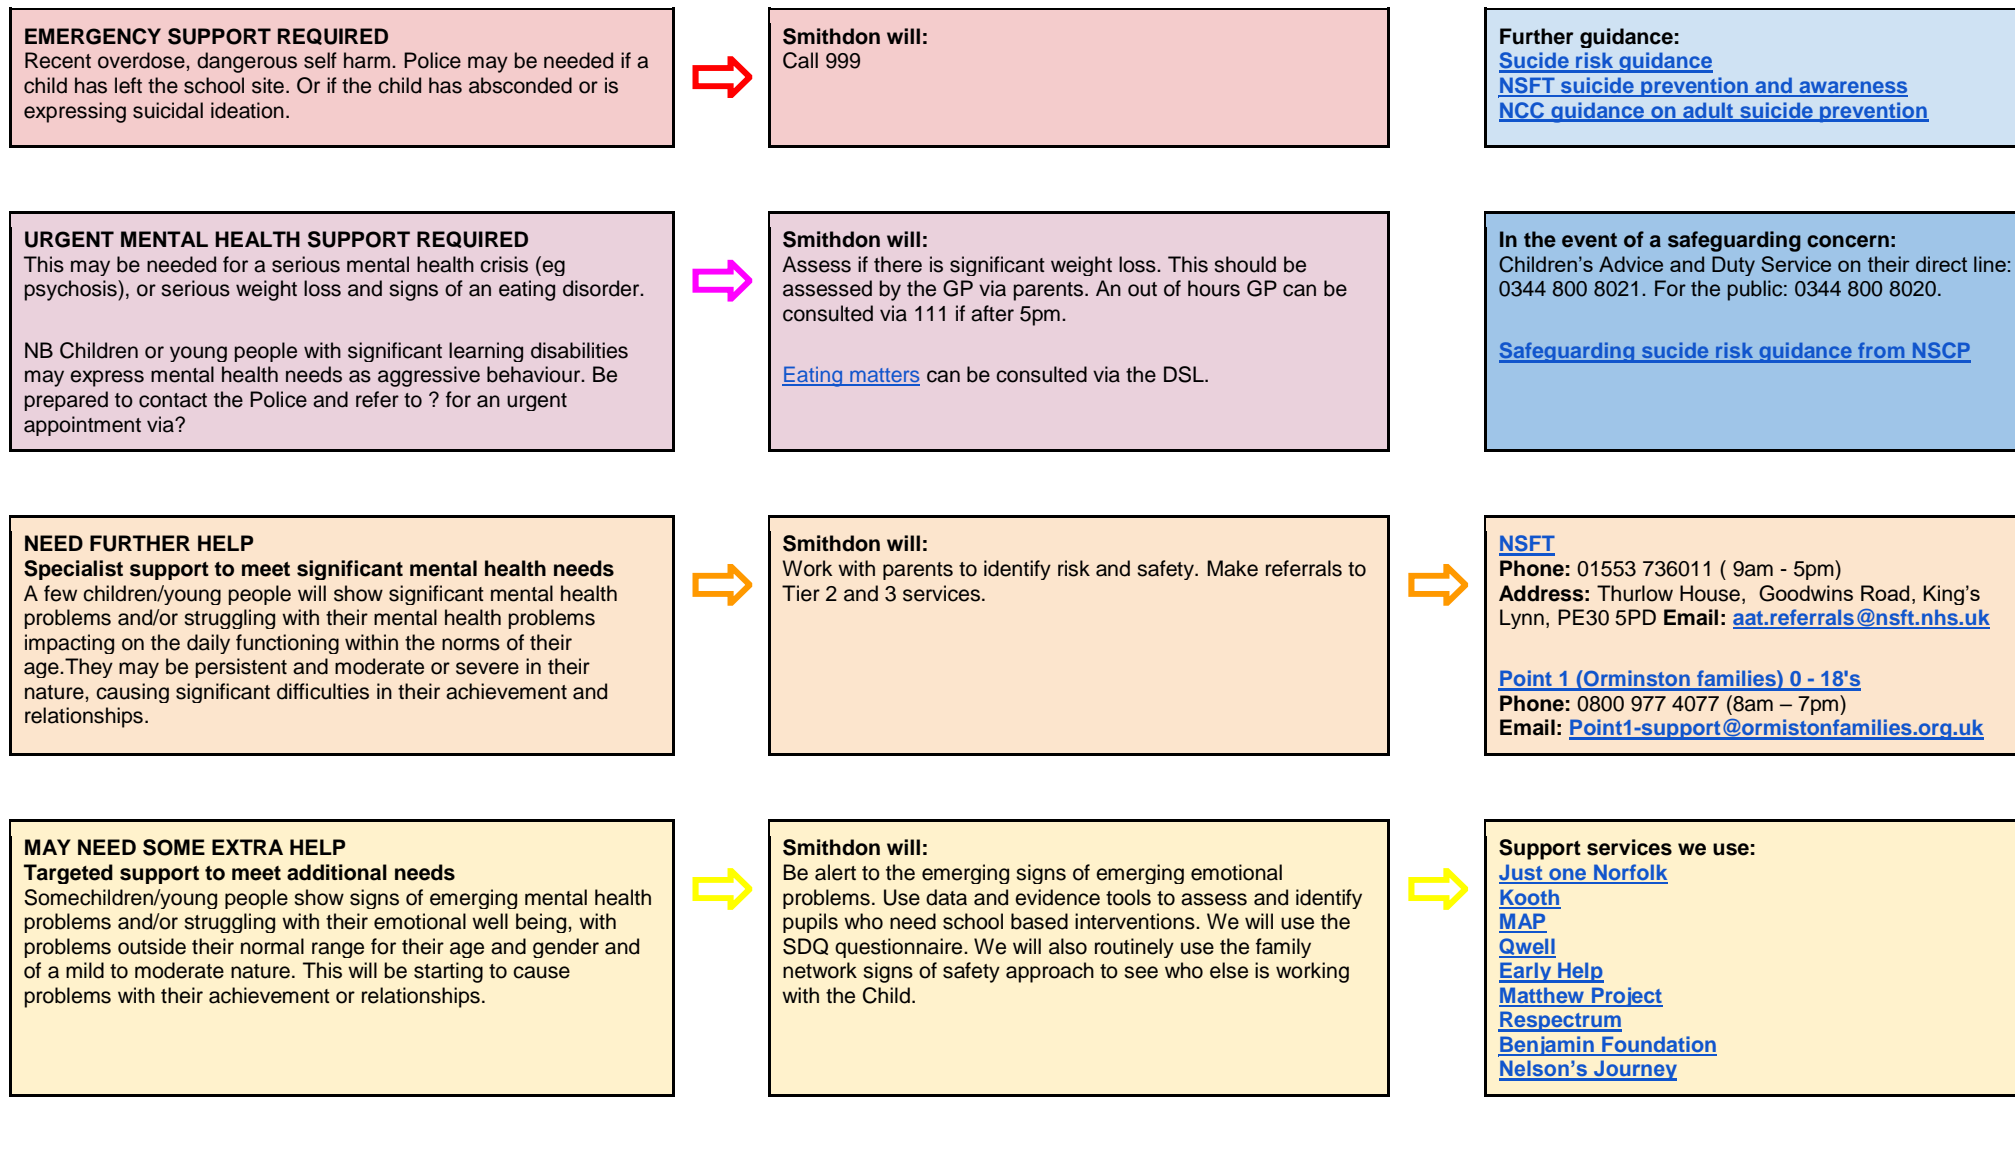 EMERGENCY SUPPORT REQUIRED
Recent overdose, dangerous self harm. Police may be needed if a
child has left the school site. Or if the child has absconded or is
expressing suicidal ideation.
Smithdon will:
Call 999
Further guidance:
Sucide risk guidance
NSFT suicide prevention and awareness
NCC guidance on adult suicide prevention
URGENT MENTAL HEALTH SUPPORT REQUIRED
This may be needed for a serious mental health crisis (eg
psychosis), or serious weight loss and signs of an eating disorder.
NB Children or young people with significant learning disabilities
may express mental health needs as aggressive behaviour. Be
prepared to contact the Police and refer to ? for an urgent
appointment via?
Smithdon will:
Assess if there is significant weight loss. This should be
assessed by the GP via parents. An out of hours GP can be
consulted via 111 if after 5pm.
Eating matters can be consulted via the DSL.
In the event of a safeguarding concern:
Children's Advice and Duty Service on their direct line:
0344 800 8021. For the public: 0344 800 8020.
Safeguarding sucide risk guidance from NSCP
NEED FURTHER HELP
Specialist support to meet significant mental health needs
A few children/young people will show significant mental health
problems and/or struggling with their mental health problems
impacting on the daily functioning within the norms of their
age.They may be persistent and moderate or severe in their
nature, causing significant difficulties in their achievement and
relationships.
Smithdon will:
Work with parents to identify risk and safety. Make referrals to
Tier 2 and 3 services.
NSFT
Phone: 01553 736011 ( 9am - 5pm)
Address: Thurlow House,  Goodwins Road, King's
Lynn, PE30 5PD Email: aat.referrals@nsft.nhs.uk
Point 1 (Orminston families) 0 - 18's
Phone: 0800 977 4077 (8am – 7pm)
Email: Point1-support@ormistonfamilies.org.uk
MAY NEED SOME EXTRA HELP
Targeted support to meet additional needs
Somechildren/young people show signs of emerging mental health
problems and/or struggling with their emotional well being, with
problems outside their normal range for their age and gender and
of a mild to moderate nature. This will be starting to cause
problems with their achievement or relationships.
Smithdon will:
Be alert to the emerging signs of emerging emotional
problems. Use data and evidence tools to assess and identify
pupils who need school based interventions. We will use the
SDQ questionnaire. We will also routinely use the family
network signs of safety approach to see who else is working
with the Child.
Support services we use:
Just one Norfolk
Kooth
MAP
Qwell
Early Help
Matthew Project
Respectrum
Benjamin Foundation
Nelson's Journey